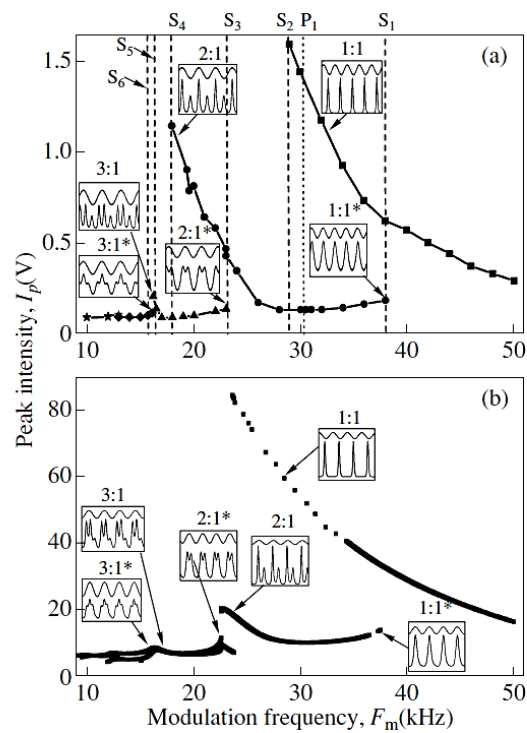 S₄ S₃ S₂ P₁ S₁
S₅
S₆
2:1
1:1
(a)
1.5
1.0
3:1
3:1*
2:1*
1:1*
0.5
0
10 20 30 40 50
Peak intensity, Iₚ(V)
(b)
80
1:1
60
3:1
2:1*
2:1
40
3:1*
1:1*
20
0
10 20 30 40 50
Modulation frequency, Fₘ(kHz)